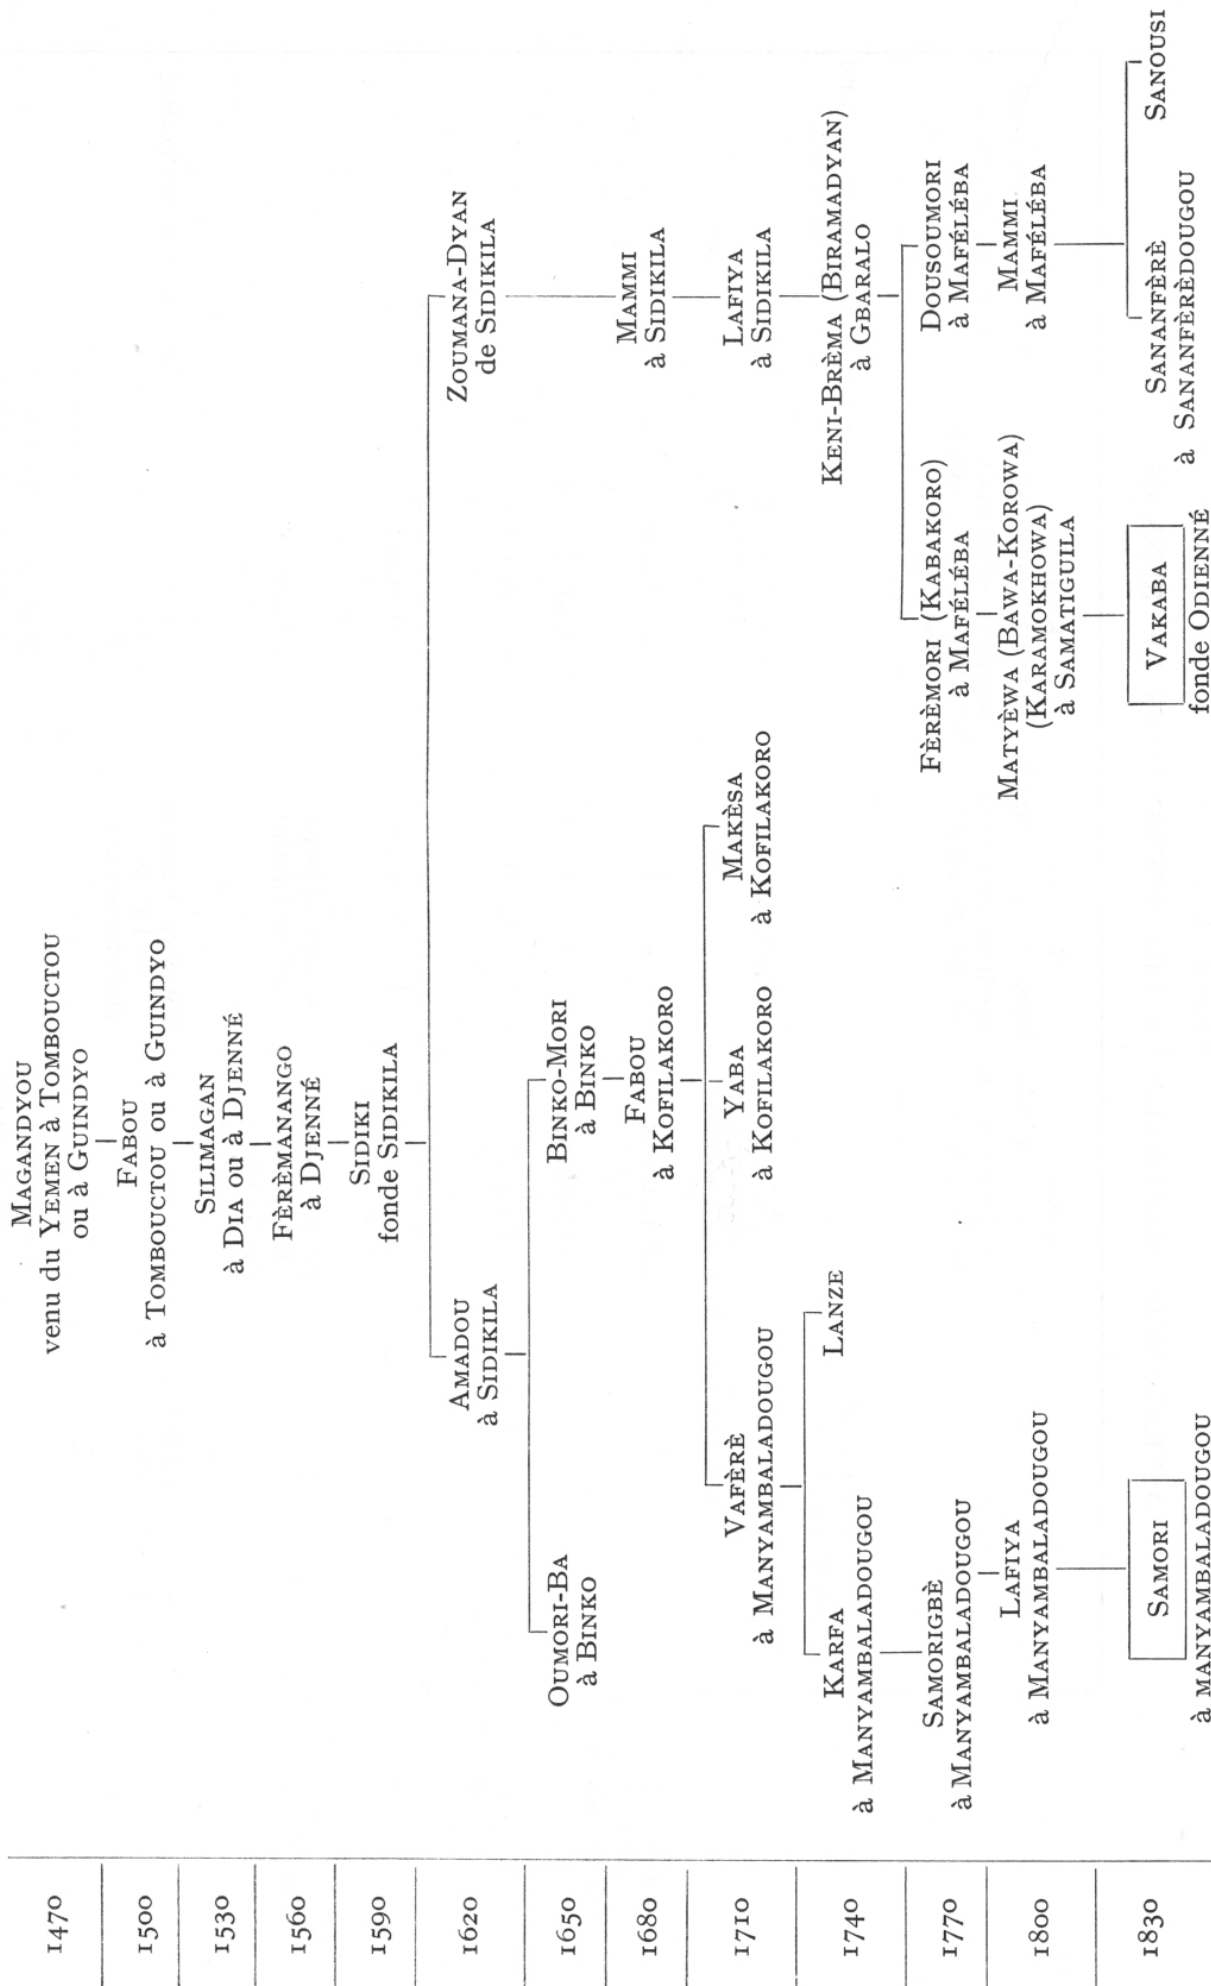 1470
MAGANDYOU
venu du YEMEN à TOMBOUCTOU
ou à GUINDYO
1500
FABOU
à TOMBOUCTOU ou à GUINDYO
1530
SILIMAGAN
à DIA ou à DJENNÉ
1560
FÈRÈMANANGO
à DJENNÉ
1590
SIDIKI
fonde SIDIKILA
1620
AMADOU
à SIDIKILA
ZOUMANA-DYAN
de SIDIKILA
1650
OUMORI-BA
à BINKO
BINKO-MORI
à BINKO
1680
FABOU
à KOFILAKORO
MAMMI
à SIDIKILA
1710
VAFÈRÈ
à MANYAMBALADOUGOU
YABA
à KOFILAKORO
MAKÈSA
à KOFILAKORO
LAFIYA
à SIDIKILA
1740
KARFA
à MANYAMBALADOUGOU
LANZE
KENI-BRÈMA (BIRAMADYAN)
à GBARALO
1770
SAMORIGBÈ
à MANYAMBALADOUGOU
FÈRÈMORI (KABAKORO)
à MAFÉLÉBA
DOUSOUMORI
à MAFÉLÉBA
1800
LAFIYA
à MANYAMBALADOUGOU
MATYÈWA (BAWA-KOROWA)
(KARAMOKHOWA)
à SAMATIGUILA
MAMMI
à MAFÉLÉBA
1830
SAMORI
à MANYAMBALADOUGOU
VAKABA
fonde ODIENNÉ
SANANFÈRÈ
à SANANFÈRÈDOUGOU
SANOUSI